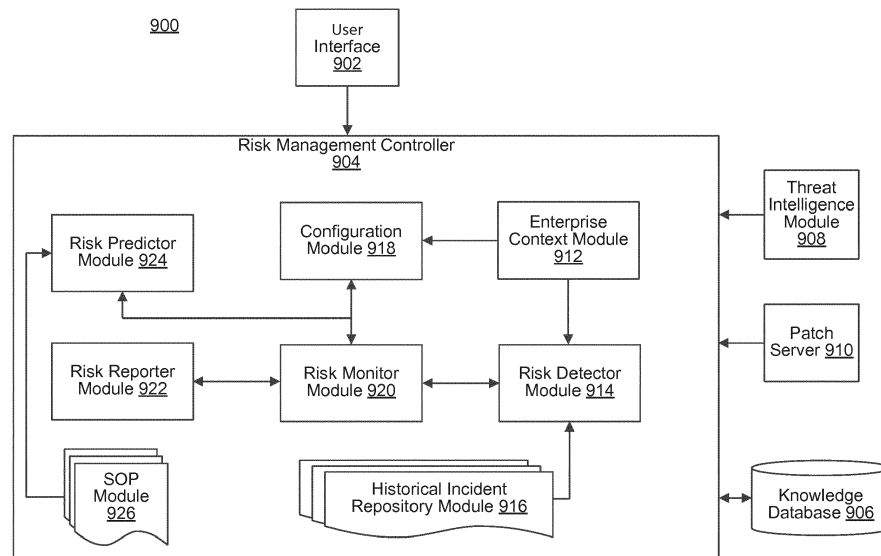 900
User
Interface
902
Risk Management Controller
904
Threat
Intelligence
Module
908
Risk Predictor
Module 924
Configuration
Module 918
Enterprise
Context Module
912
Patch
Server 910
Risk Reporter
Module 922
Risk Monitor
Module 920
Risk Detector
Module 914
SOP
Module
926
Historical Incident
Repository Module 916
Knowledge
Database 906